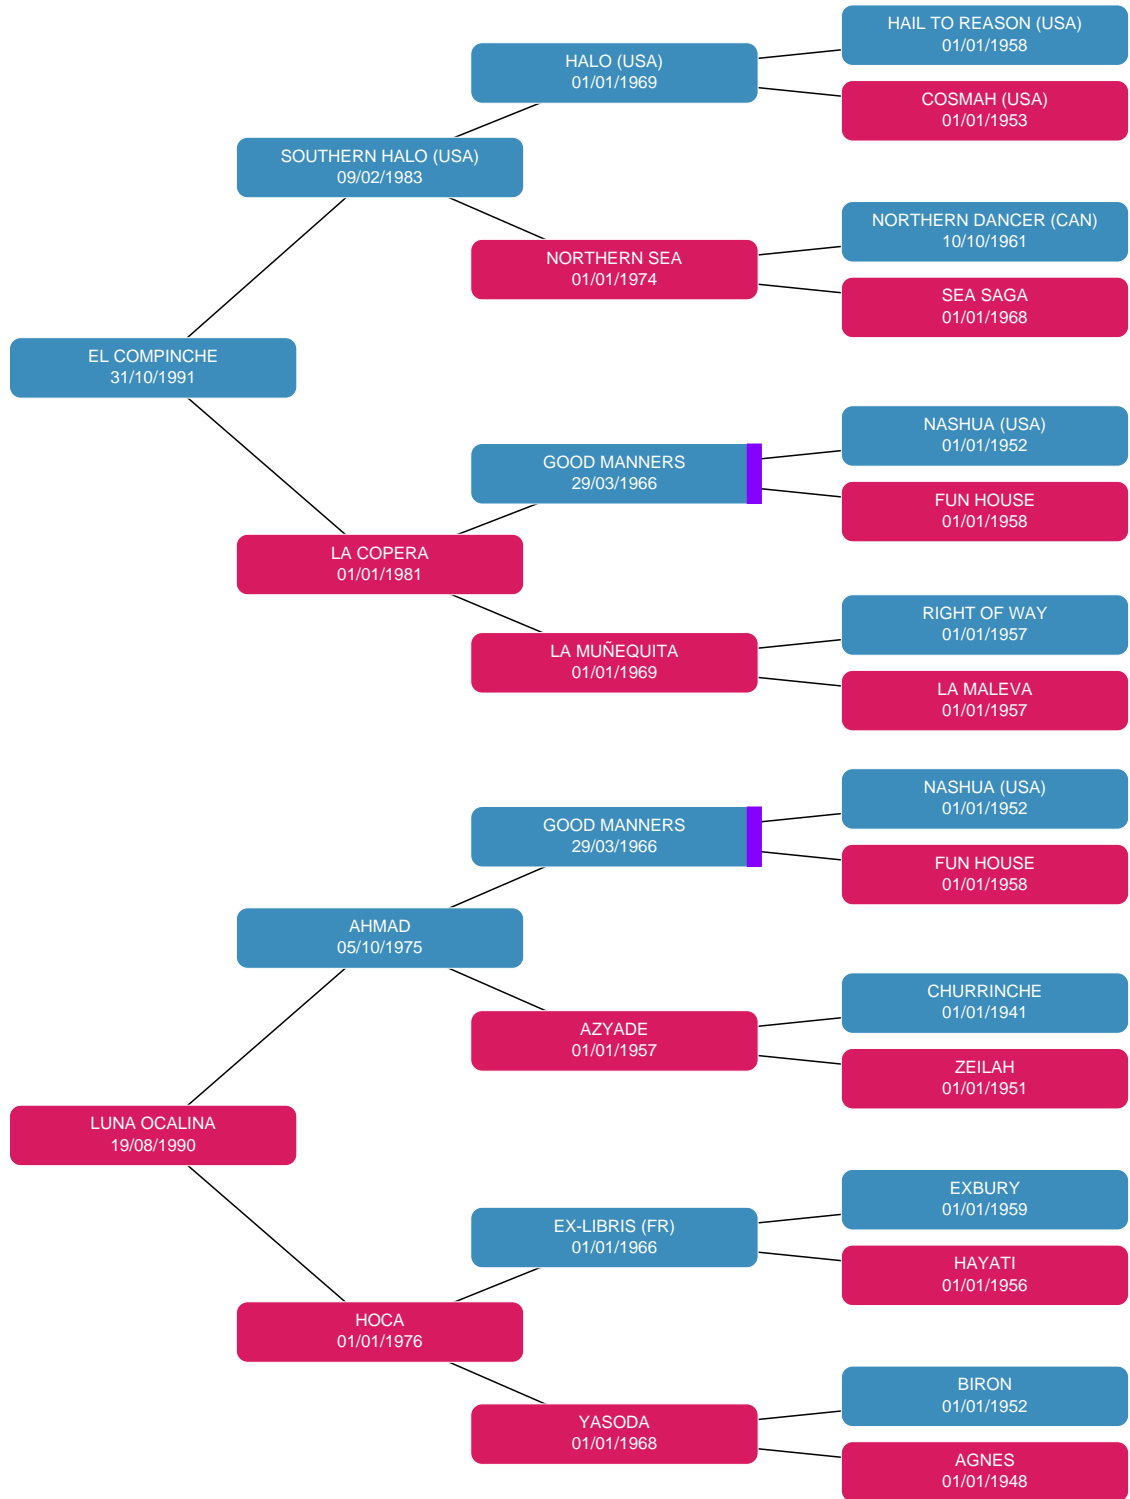 HAIL TO REASON (USA)
01/01/1958
HALO (USA)
01/01/1969
COSMAH (USA)
01/01/1953
SOUTHERN HALO (USA)
09/02/1983
NORTHERN DANCER (CAN)
10/10/1961
NORTHERN SEA
01/01/1974
SEA SAGA
01/01/1968
EL COMPINCHE
31/10/1991
NASHUA (USA)
01/01/1952
GOOD MANNERS
29/03/1966
FUN HOUSE
01/01/1958
LA COPERA
01/01/1981
RIGHT OF WAY
01/01/1957
LA MUÑEQUITA
01/01/1969
LA MALEVA
01/01/1957
NASHUA (USA)
01/01/1952
GOOD MANNERS
29/03/1966
FUN HOUSE
01/01/1958
AHMAD
05/10/1975
CHURRINCHE
01/01/1941
AZYADE
01/01/1957
ZEILAH
01/01/1951
LUNA OCALINA
19/08/1990
EXBURY
01/01/1959
EX-LIBRIS (FR)
01/01/1966
HAYATI
01/01/1956
HOCA
01/01/1976
BIRON
01/01/1952
YASODA
01/01/1968
AGNES
01/01/1948